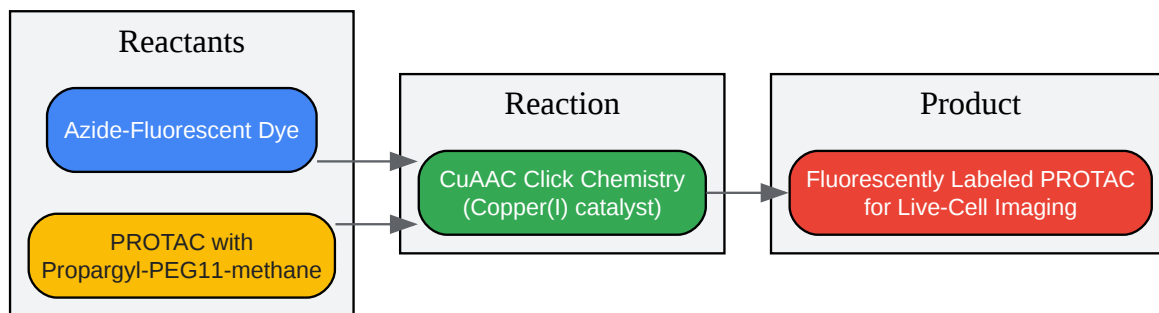 Reactants
Azide-Fluorescent Dye
PROTAC with
Propargyl-PEG11-methane
Reaction
CuAAC Click Chemistry
(Copper(I) catalyst)
Product
Fluorescently Labeled PROTAC
for Live-Cell Imaging